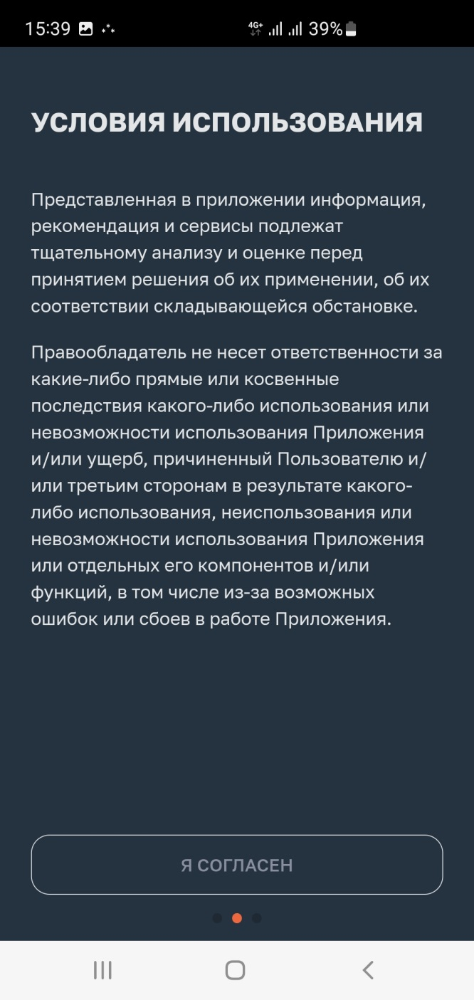 15:39 4G+ 39%
УСЛОВИЯ ИСПОЛЬЗОВАНИЯ
Представленная в приложении информация,
рекомендация и сервисы подлежат
тщательному анализу и оценке перед
принятием решения об их применении, об их
соответствии складывающейся обстановке.
Правообладатель не несет ответственности за
какие-либо прямые или косвенные
последствия какого-либо использования или
невозможности использования Приложения
и/или ущерб, причиненный Пользователю и/
или третьим сторонам в результате какого-
либо использования, неиспользования или
невозможности использования Приложения
или отдельных его компонентов и/или
функций, в том числе из-за возможных
ошибок или сбоев в работе Приложения.
Я СОГЛАСЕН